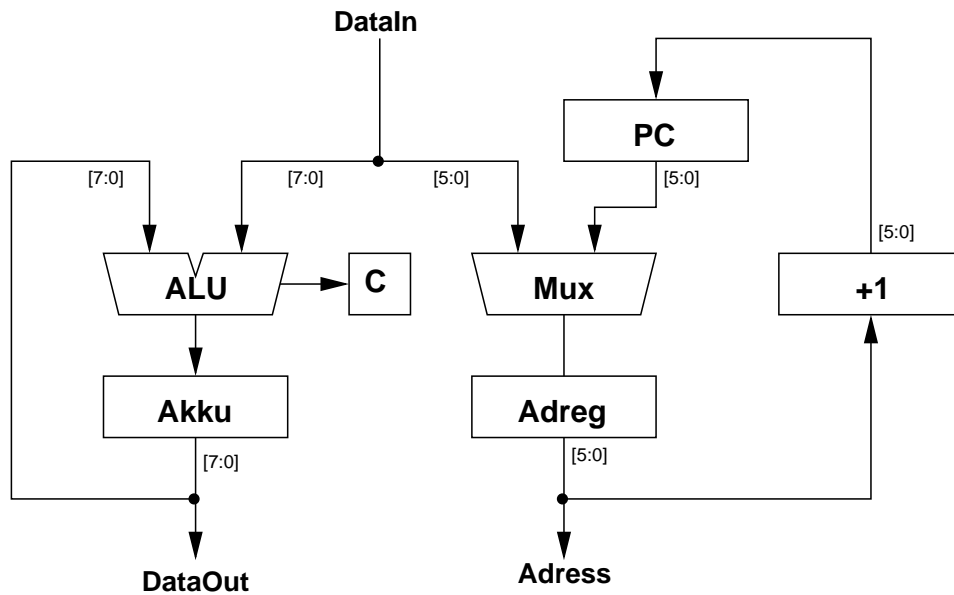 DataIn
PC
[7:0]
[7:0]
[5:0]
[5:0]
[5:0]
ALU
C
Mux
+1
Akku
Adreg
[7:0]
[5:0]
DataOut
Adress